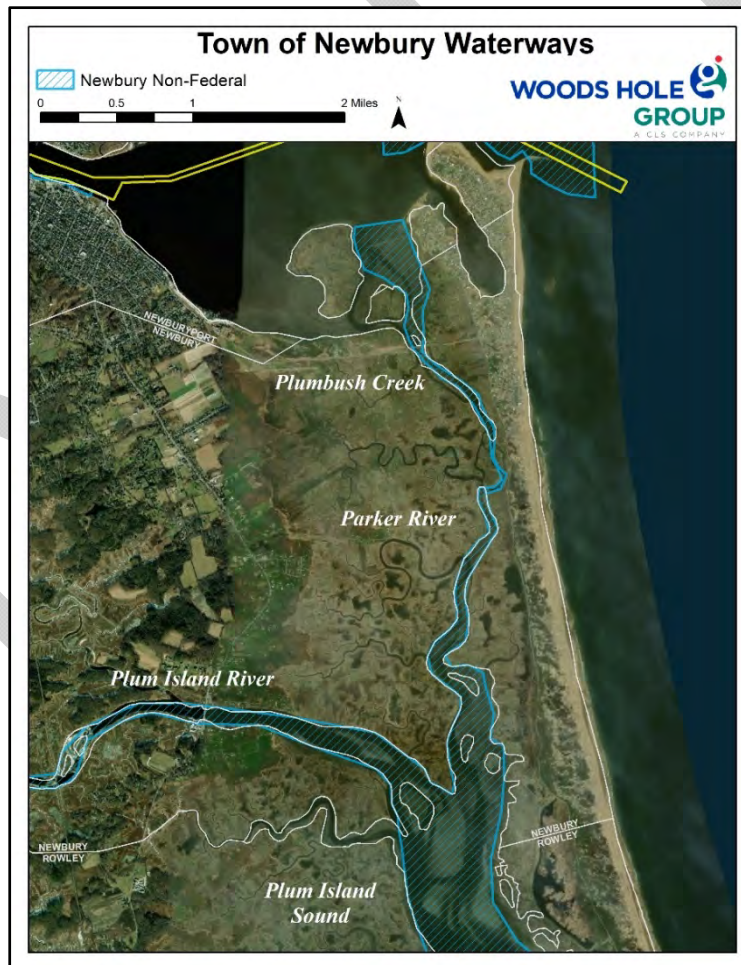 Town of Newbury Waterways
Newbury Non-Federal
0 0.5 1 2 Miles
N
WOODS HOLE
GROUP
A CLS COMPANY
NEWBURYPORT
NEWBURY
Plumbush Creek
Parker River
Plum Island River
NEWBURY
ROWLEY
NEWBURY
ROWLEY
Plum Island
Sound